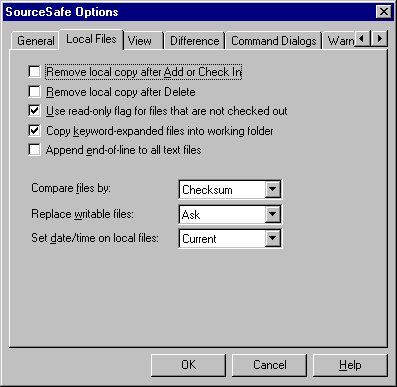 SourceSafe Options
General Local Files View Difference Command Dialogs Warn
Remove local copy after Add or Check In
Remove local copy after Delete
Use read-only flag for files that are not checked out
Copy keyword-expanded files into working folder
Append end-of-line to all text files
Compare files by: Checksum
Replace writable files: Ask
Set date/time on local files: Current
OK Cancel Help